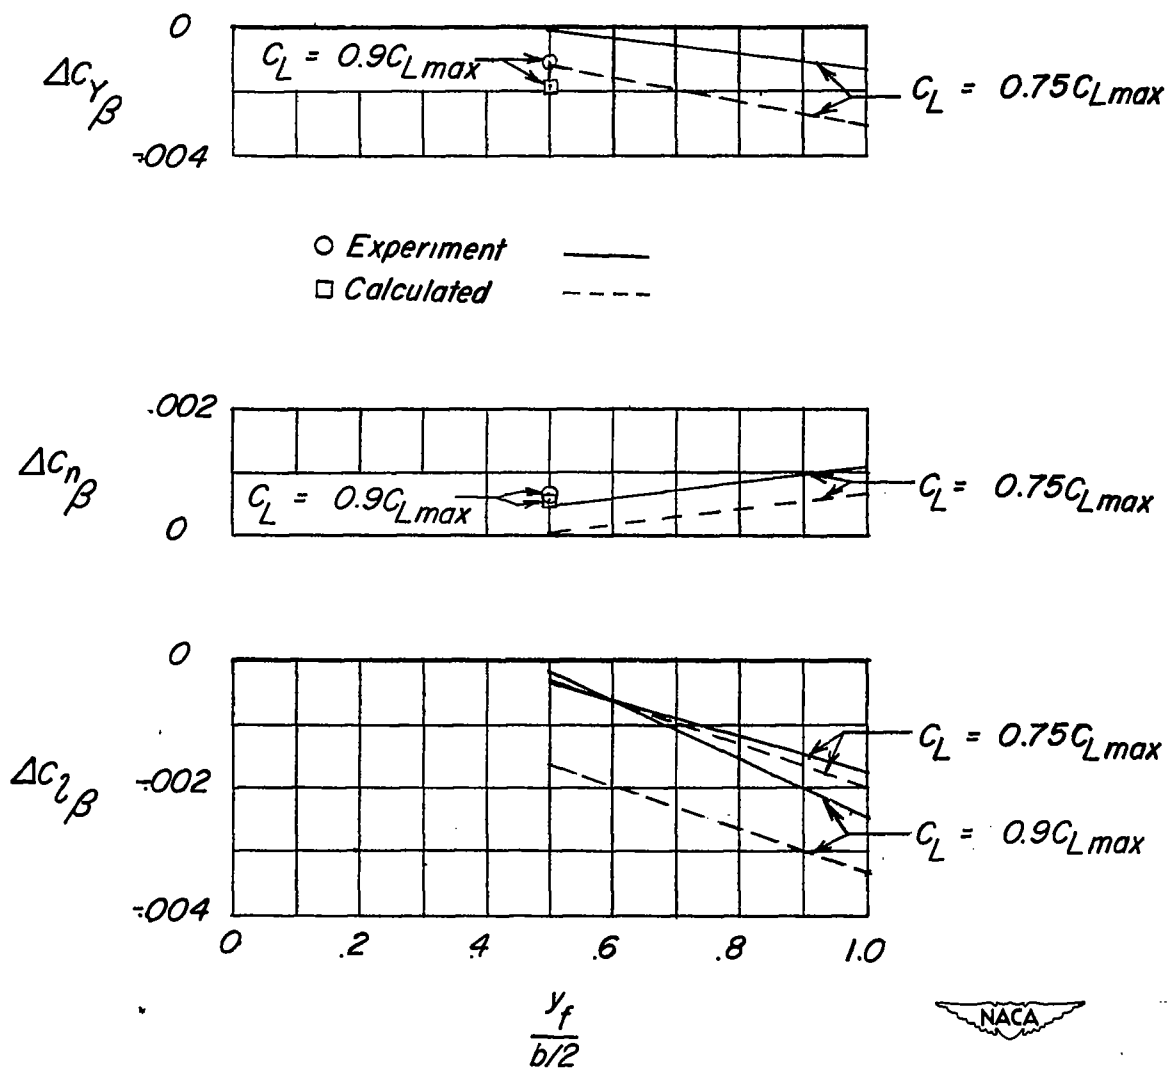 0
ΔC_Yβ
C_L = 0.9C_Lmax
C_L = 0.75C_Lmax
-.004
Experiment
Calculated
.002
ΔC_nβ
C_L = 0.9C_Lmax
C_L = 0.75C_Lmax
0
0
ΔC_lβ
C_L = 0.75C_Lmax
-.002
C_L = 0.9C_Lmax
-.004
0 .2 .4 .6 .8 1.0
y_f
b/2
NACA